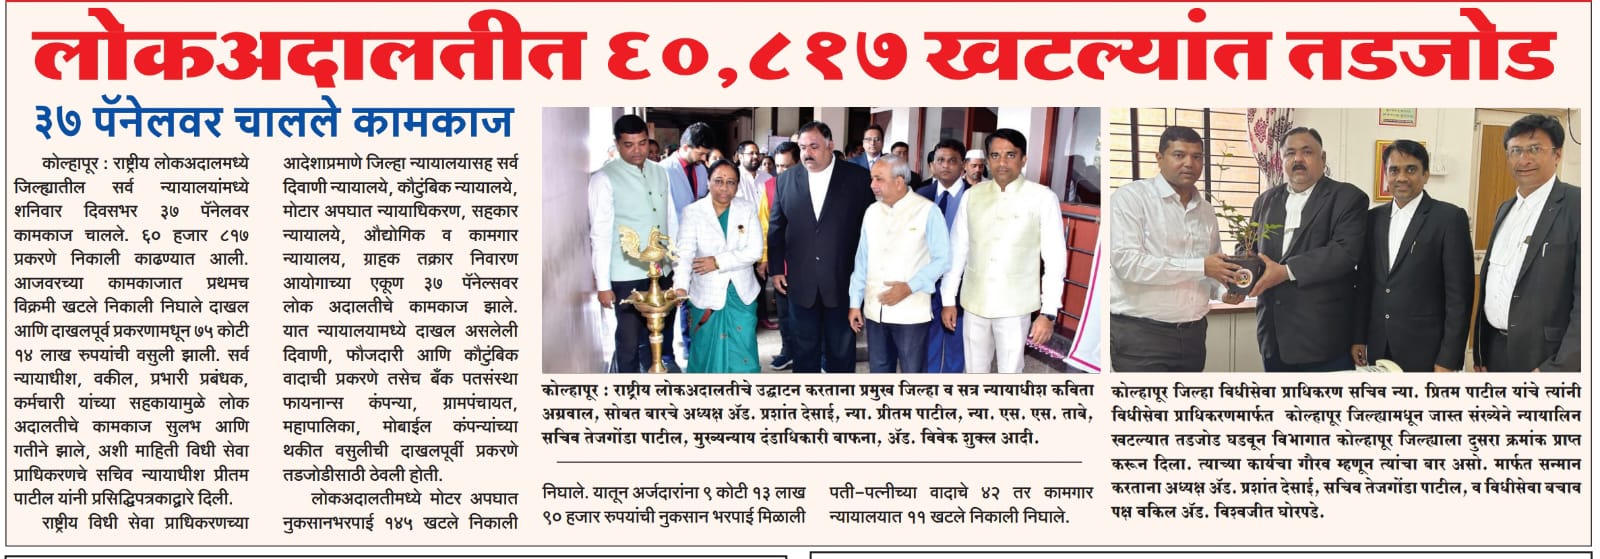 लोकअदालतीत ६०,८१७ खटल्यांत तडजोड
३७ पॅनेलवर चालले कामकाज
कोल्हापूर : राष्ट्रीय लोकअदालमध्ये
जिल्ह्यातील सर्व न्यायालयांमध्ये
शनिवार दिवसभर ३७ पॅनेलवर
कामकाज चालले. ६० हजार ८१७
प्रकरणे निकाली काढण्यात आली.
आजवरच्या कामकाजात प्रथमच
विक्रमी खटले निकाली निघाले दाखल
आणि दाखलपूर्व प्रकरणामधून ७५ कोटी
१४ लाख रुपयांची वसुली झाली. सर्व
न्यायाधीश, वकील, प्रभारी प्रबंधक,
कर्मचारी यांच्या सहकायामुळे लोक
अदालतीचे कामकाज सुलभ आणि
गतीने झाले, अशी माहिती विधी सेवा
प्राधिकरणचे सचिव न्यायाधीश प्रीतम
पाटील यांनी प्रसिद्धिपत्रकाद्वारे दिली.
राष्ट्रीय विधी सेवा प्राधिकरणच्या
आदेशाप्रमाणे जिल्हा न्यायालयासह सर्व
दिवाणी न्यायालये, कौटुंबिक न्यायालये,
मोटार अपघात न्यायाधिकरण, सहकार
न्यायालये, औद्योगिक व कामगार
न्यायालय, ग्राहक तक्रार निवारण
आयोगाच्या एकूण ३७ पॅनेल्सवर
लोक अदालतीचे कामकाज झाले.
यात न्यायालयामध्ये दाखल असलेली
दिवाणी, फौजदारी आणि कौटुंबिक
वादाची प्रकरणे तसेच बँक पतसंस्था
फायनान्स कंपन्या, ग्रामपंचायत,
महापालिका, मोबाईल कंपन्यांच्या
थकीत वसुलीची दाखलपूर्वी प्रकरणे
तडजोडीसाठी ठेवली होती.
लोकअदालतीमध्ये मोटर अपघात
नुकसानभरपाई १४५ खटले निकाली
कोल्हापूर : राष्ट्रीय लोकअदालतीचे उद्घाटन करताना प्रमुख जिल्हा व सत्र न्यायाधीश कविता
अग्रवाल, सोबत बारचे अध्यक्ष ॲड. प्रशांत देसाई, न्या. प्रीतम पाटील, न्या. एस. एस. ताबे,
सचिव तेजगोंडा पाटील, मुख्यन्याय दंडाधिकारी बाफना, ॲड. विवेक शुक्ल आदी.
निघाले. यातून अर्जदारांना ९ कोटी १३ लाख
९० हजार रुपयांची नुकसान भरपाई मिळाली
पती-पत्नीच्या वादाचे ४२ तर कामगार
न्यायालयात ११ खटले निकाली निघाले.
कोल्हापूर जिल्हा विधीसेवा प्राधिकरण सचिव न्या. प्रितम पाटील यांचे त्यांनी
विधीसेवा प्राधिकरणमार्फत कोल्हापूर जिल्ह्यामधून जास्त संख्येने न्यायालिन
खटल्यात तडजोड घडवून विभागात कोल्हापूर जिल्ह्याला दुसरा क्रमांक प्राप्त
करून दिला. त्याच्या कार्यचा गौरव म्हणून त्यांचा बार असो. मार्फत सन्मान
करताना अध्यक्ष ॲड. प्रशांत देसाई, सचिव तेजगोंडा पाटील, व विधीसेवा बचाव
पक्ष वकिल ॲड. विश्वजीत घोरपडे.